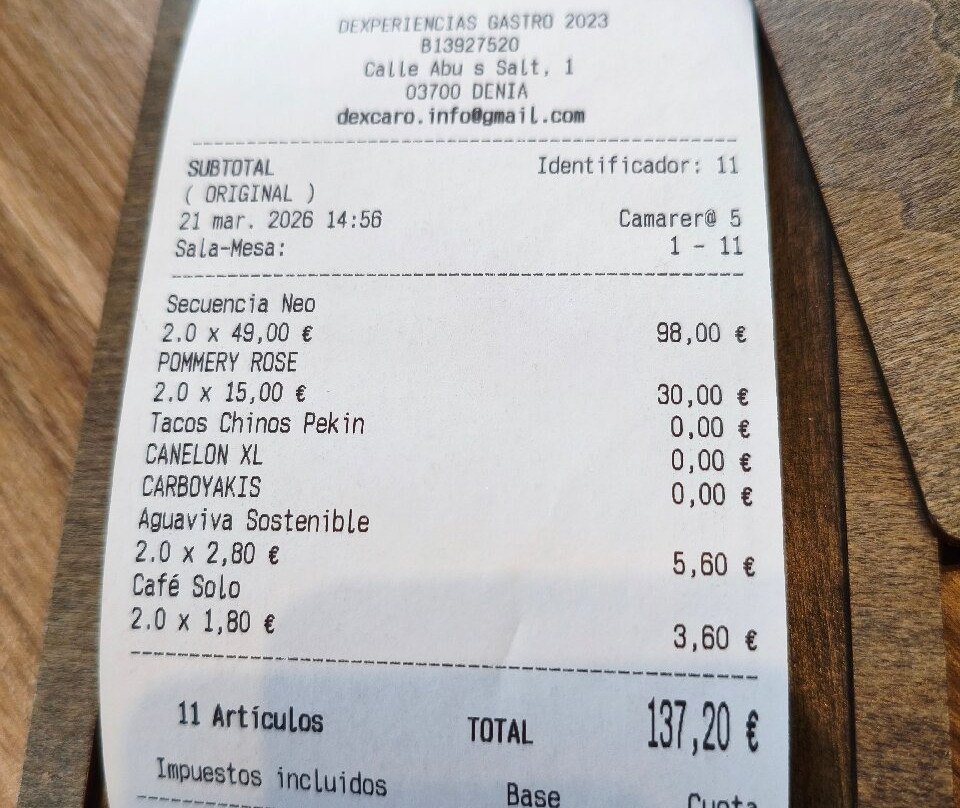 DEXPERIENCIAS GASTRO 2023
B13927520
Calle Abu s Salt, 1
03700 DENIA
dexcaro.info@gmail.com
SUBTOTAL Identificador: 11
( ORIGINAL )
21 mar. 2026 14:56 Camarer@ 5
Sala-Mesa: 1 - 11
Secuencia Neo
2.0 x 49,00 € 98,00 €
POMMERY ROSE
2.0 x 15,00 € 30,00 €
Tacos Chinos Pekin 0,00 €
CANELON XL 0,00 €
CARBOYAKIS 0,00 €
Aguaviva Sostenible
2.0 x 2,80 € 5,60 €
Café Solo
2.0 x 1,80 € 3,60 €
11 Artículos TOTAL 137,20 €
Impuestos incluidos Base Cuota